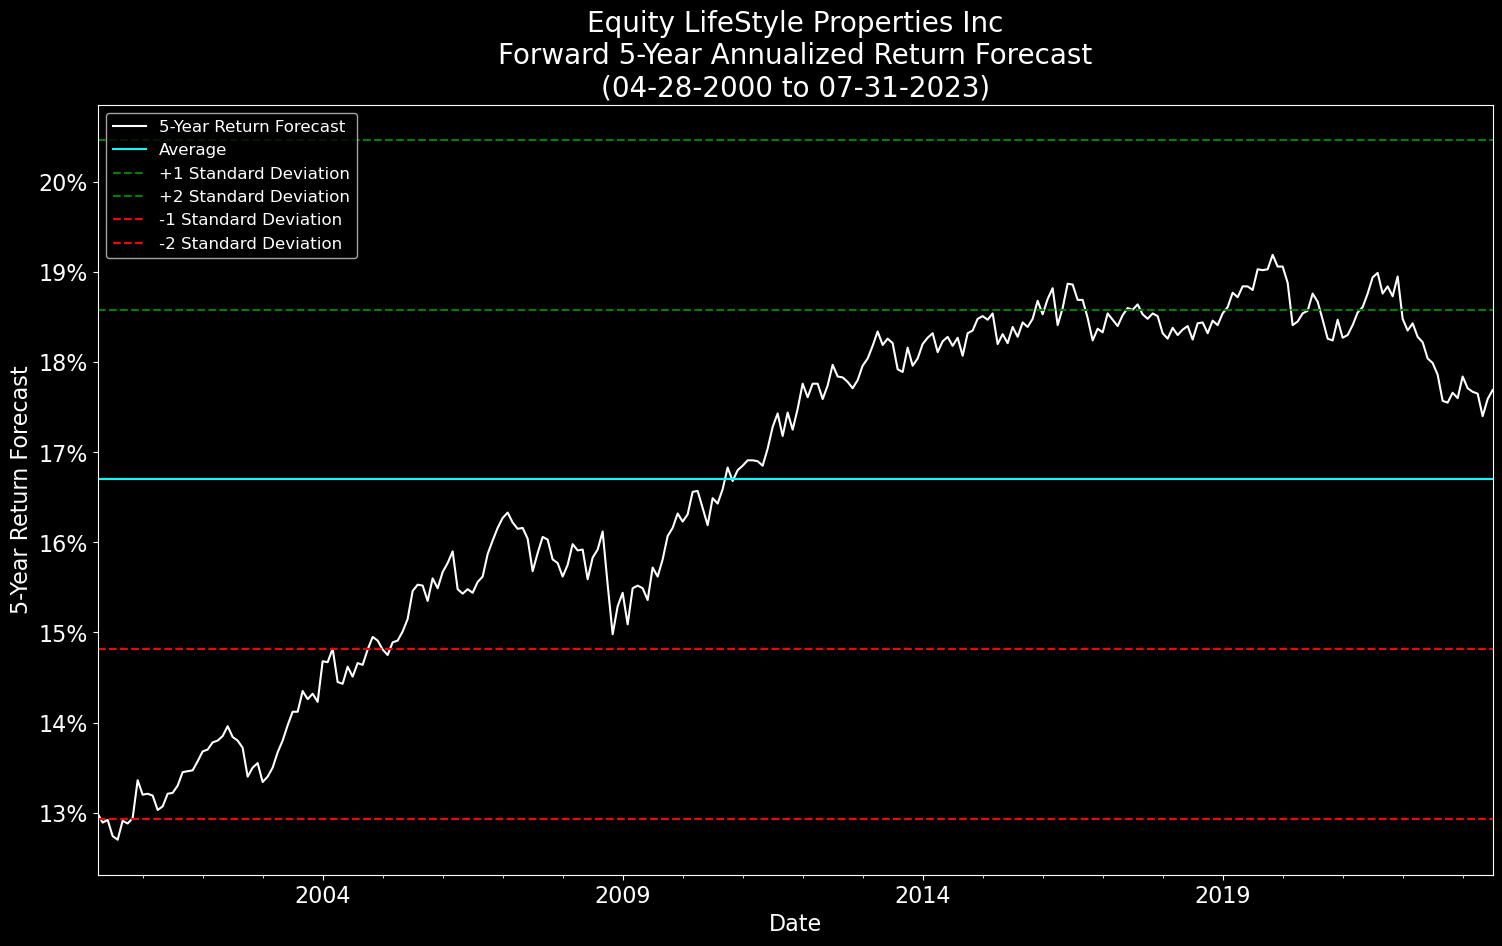 Equity LifeStyle Properties Inc
Forward 5-Year Annualized Return Forecast
(04-28-2000 to 07-31-2023)
5-Year Return Forecast
Average
+1 Standard Deviation
+2 Standard Deviation
-1 Standard Deviation
-2 Standard Deviation
20%
19%
18%
17%
16%
15%
14%
13%
5-Year Return Forecast
2004
2009
2014
2019
Date